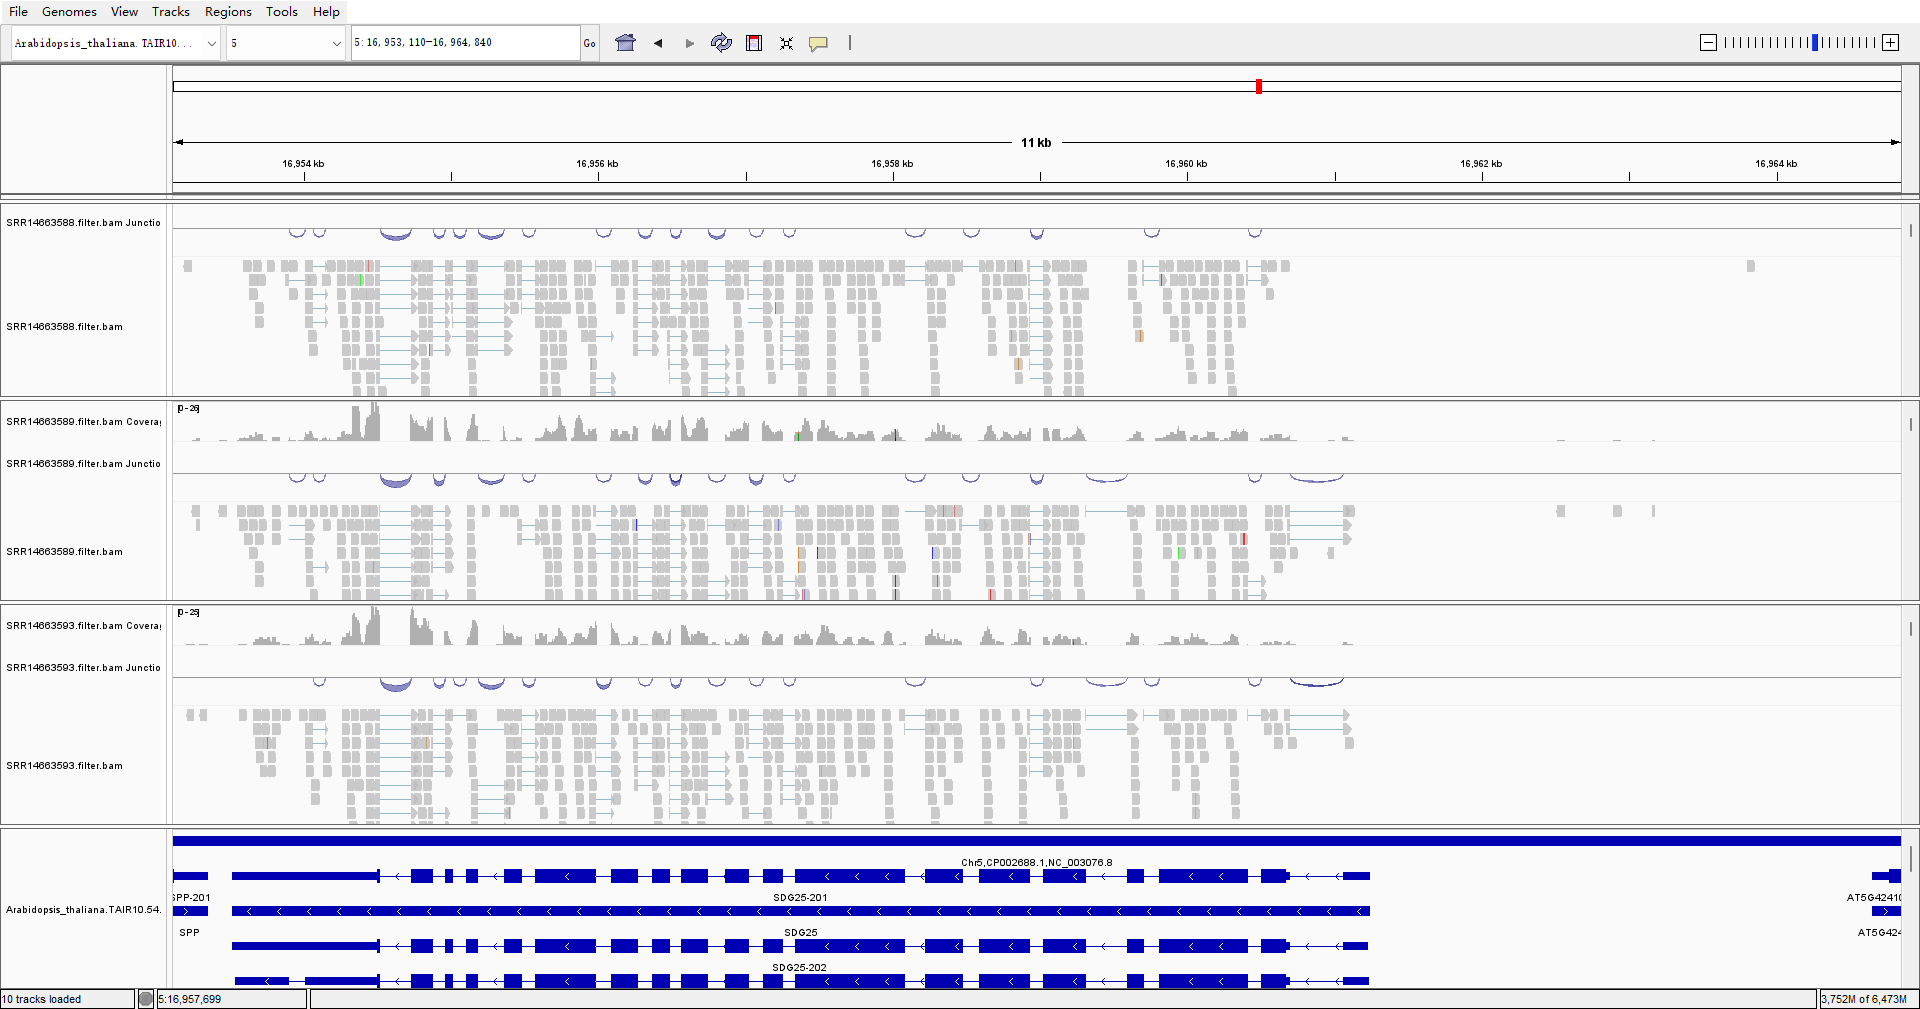 File Genomes View Tracks Regions Tools Help
Arabidopsis_thaliana.TAIR10... 5 5:16,953,110-16,964,840 Go
11 kb
16,954 kb 16,956 kb 16,958 kb 16,960 kb 16,962 kb 16,964 kb
SRR14663588.filter.bam Junctio
SRR14663588.filter.bam
[0-26]
SRR14663589.filter.bam Covera
SRR14663589.filter.bam Junctio
SRR14663589.filter.bam
[0-25]
SRR14663593.filter.bam Covera
SRR14663593.filter.bam Junctio
SRR14663593.filter.bam
Chr5,CP002688.1,NC_003076.8
SPP-201 SDG25-201 AT5G42410
Arabidopsis_thaliana.TAIR10.54.
SPP SDG25 AT5G424
SDG25-202
10 tracks loaded 5:16,957,699 3,752M of 6,473M